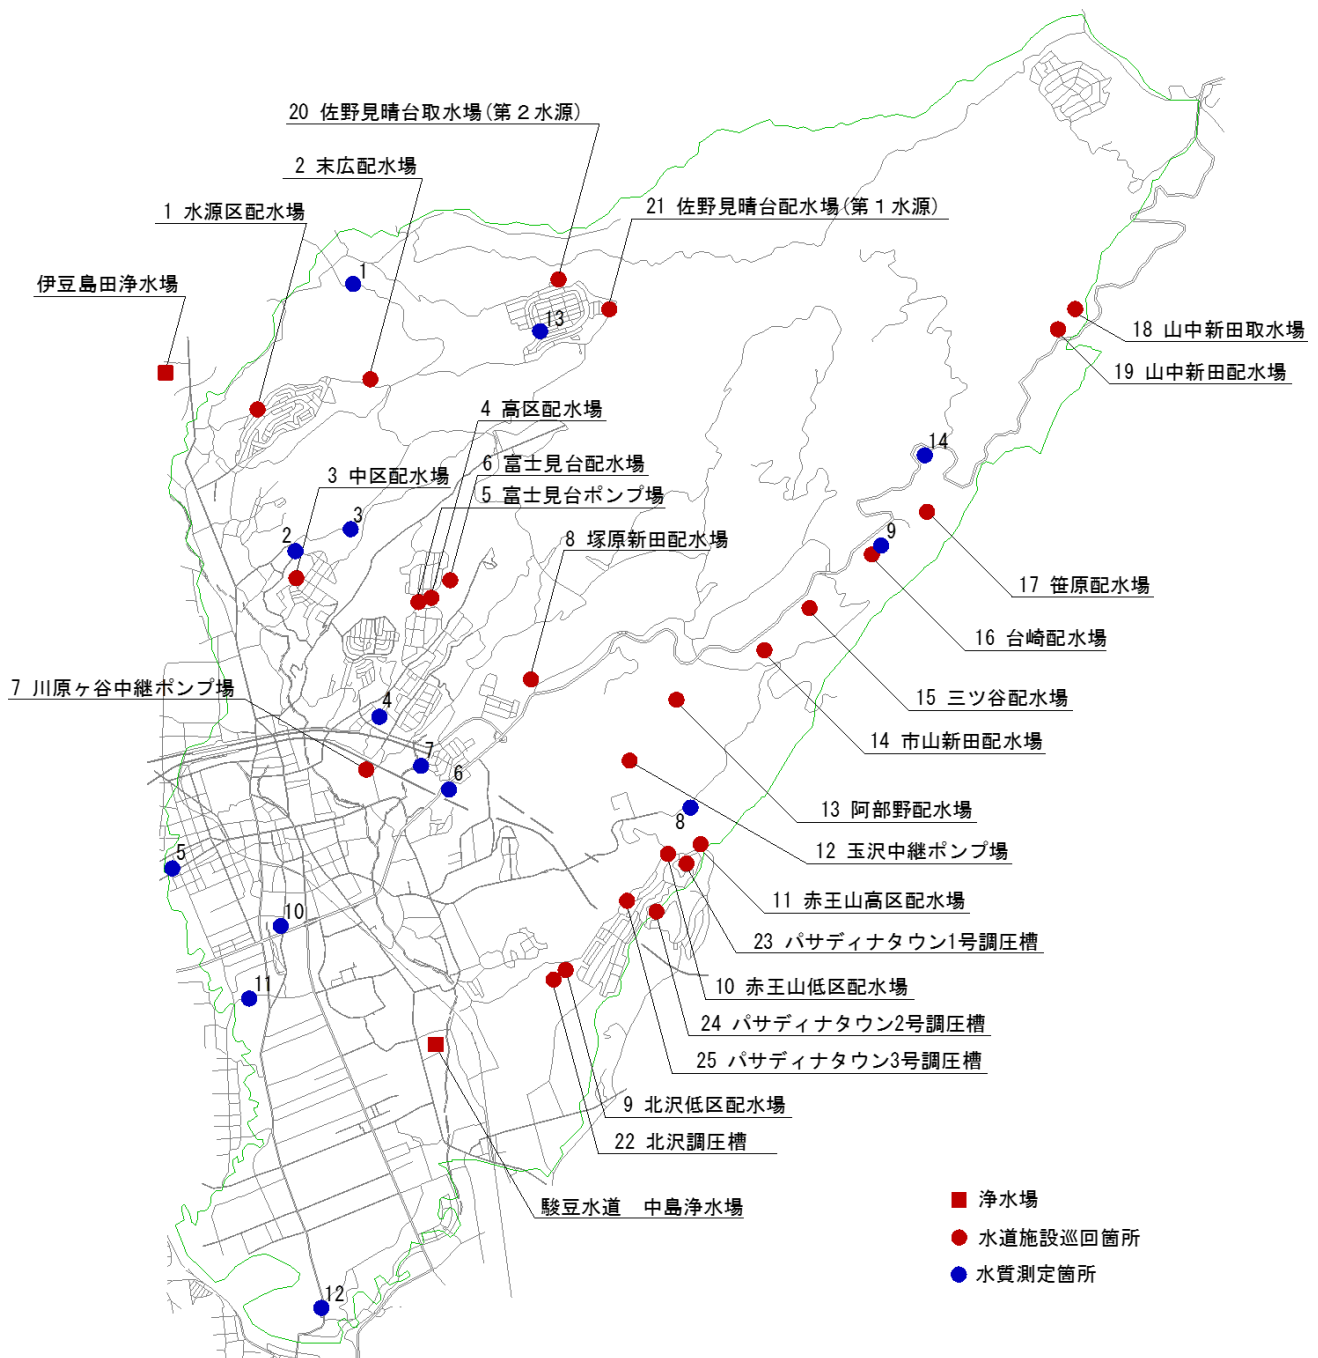 20 佐野見晴台取水場(第２水源)
2 末広配水場
1 水源区配水場
21 佐野見晴台配水場(第１水源)
伊豆島田浄水場
1
13
18 山中新田取水場
19 山中新田配水場
4 高区配水場
6 富士見台配水場
3 中区配水場
5 富士見台ポンプ場
14
3
2
8 塚原新田配水場
9
17 笹原配水場
16 台崎配水場
7 川原ヶ谷中継ポンプ場
15 三ツ谷配水場
4
14 市山新田配水場
7
6
13 阿部野配水場
8
12 玉沢中継ポンプ場
5
11 赤王山高区配水場
10
23 パサディナタウン1号調圧槽
11
10 赤王山低区配水場
24 パサディナタウン2号調圧槽
25 パサディナタウン3号調圧槽
9 北沢低区配水場
22 北沢調圧槽
駿豆水道　中島浄水場
浄水場
水道施設巡回箇所
水質測定箇所
12